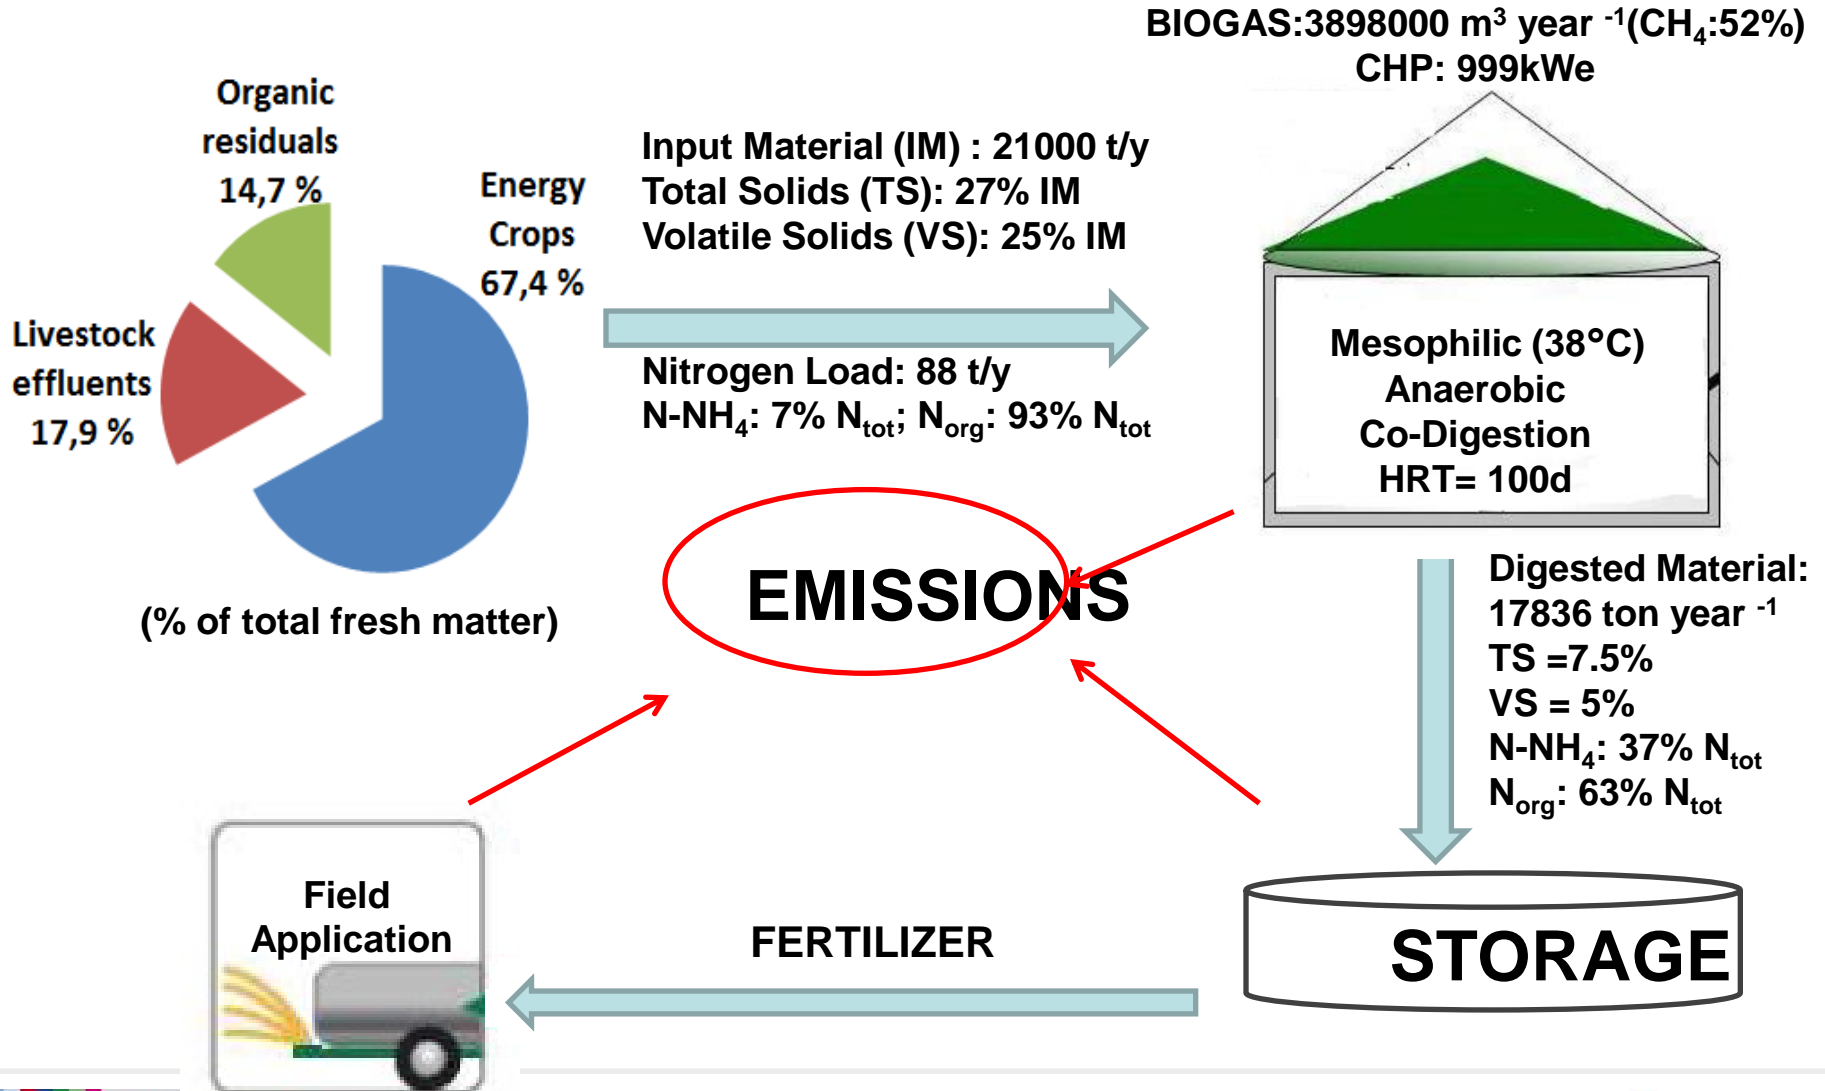 BIOGAS:3898000 m³ year ⁻¹(CH₄:52%)
CHP: 999kWe
Organic
residuals
14,7 %
Energy
Crops
67,4 %
Livestock
effluents
17,9 %
(% of total fresh matter)
Input Material (IM) : 21000 t/y
Total Solids (TS): 27% IM
Volatile Solids (VS): 25% IM
Nitrogen Load: 88 t/y
N-NH₄: 7% Nₜₒₜ; Nₒᵣg: 93% Nₜₒₜ
Mesophilic (38°C)
Anaerobic
Co-Digestion
HRT= 100d
EMISSIONS
Digested Material:
17836 ton year ⁻¹
TS =7.5%
VS = 5%
N-NH₄: 37% Nₜₒₜ
Nₒᵣg: 63% Nₜₒₜ
Field
Application
FERTILIZER
STORAGE